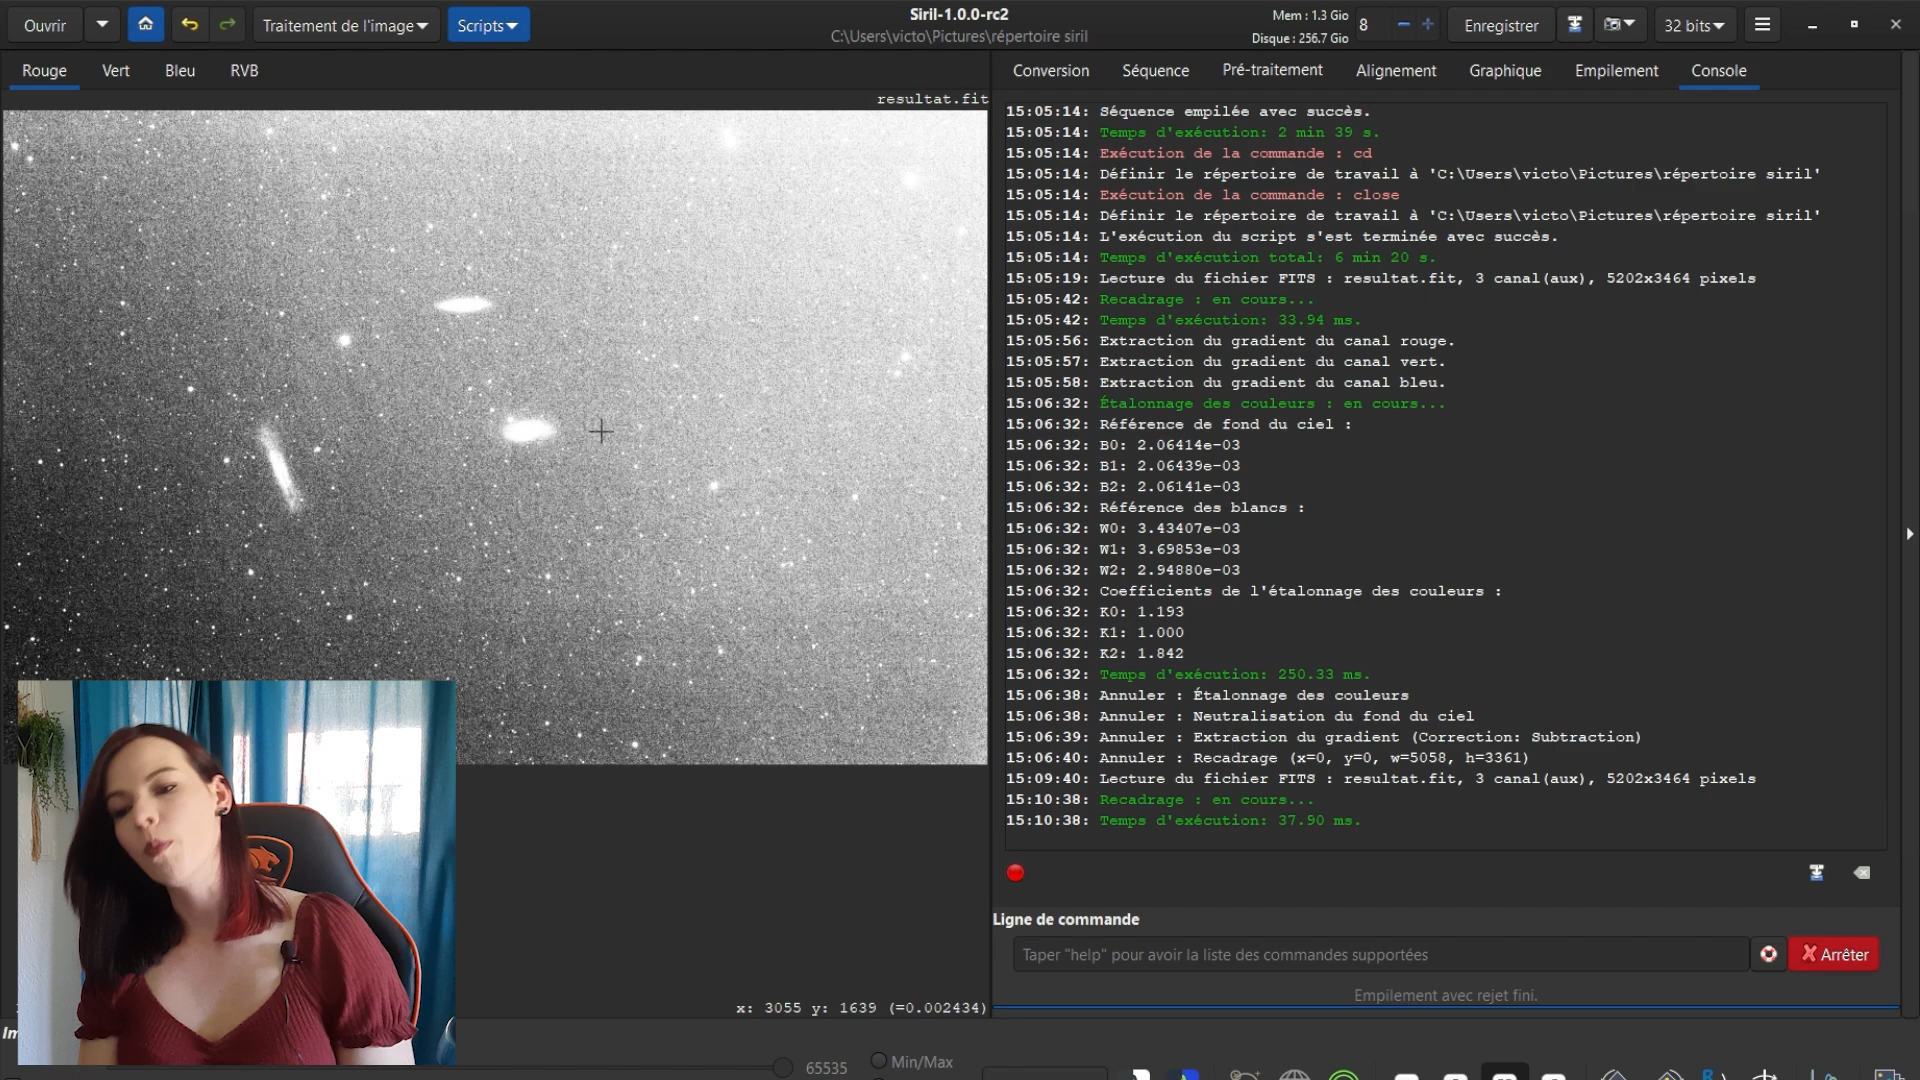 Ouvrir
Traitement de l'image
Scripts
Siril-1.0.0-rc2
C:\Users\victo\Pictures\répertoire siril
Mem : 1.3 Gio
Disque : 256.7 Gio
8
Enregistrer
32 bits
Rouge
Vert
Bleu
RVB
resultat.fit
Conversion
Séquence
Pré-traitement
Alignement
Graphique
Empilement
Console
15:05:14: Séquence empilée avec succès.
15:05:14: Temps d'exécution: 2 min 39 s.
15:05:14: Exécution de la commande : cd
15:05:14: Définir le répertoire de travail à 'C:\Users\victo\Pictures\répertoire siril'
15:05:14: Exécution de la commande : close
15:05:14: Définir le répertoire de travail à 'C:\Users\victo\Pictures\répertoire siril'
15:05:14: L'exécution du script s'est terminée avec succès.
15:05:14: Temps d'exécution total: 6 min 20 s.
15:05:19: Lecture du fichier FITS : resultat.fit, 3 canal(aux), 5202x3464 pixels
15:05:42: Recadrage : en cours...
15:05:42: Temps d'exécution: 33.94 ms.
15:05:56: Extraction du gradient du canal rouge.
15:05:57: Extraction du gradient du canal vert.
15:05:58: Extraction du gradient du canal bleu.
15:06:32: Étalonnage des couleurs : en cours...
15:06:32: Référence de fond du ciel :
15:06:32: B0: 2.06414e-03
15:06:32: B1: 2.06439e-03
15:06:32: B2: 2.06141e-03
15:06:32: Référence des blancs :
15:06:32: W0: 3.43407e-03
15:06:32: W1: 3.69853e-03
15:06:32: W2: 2.94880e-03
15:06:32: Coefficients de l'étalonnage des couleurs :
15:06:32: K0: 1.193
15:06:32: K1: 1.000
15:06:32: K2: 1.842
15:06:32: Temps d'exécution: 250.33 ms.
15:06:38: Annuler : Étalonnage des couleurs
15:06:38: Annuler : Neutralisation du fond du ciel
15:06:39: Annuler : Extraction du gradient (Correction: Subtraction)
15:06:40: Annuler : Recadrage (x=0, y=0, w=5058, h=3361)
15:09:40: Lecture du fichier FITS : resultat.fit, 3 canal(aux), 5202x3464 pixels
15:10:38: Recadrage : en cours...
15:10:38: Temps d'exécution: 37.90 ms.
Ligne de commande
Taper "help" pour avoir la liste des commandes supportées
Arrêter
Empilement avec rejet fini.
x: 3055 y: 1639 (=0.002434)
65535
Min/Max